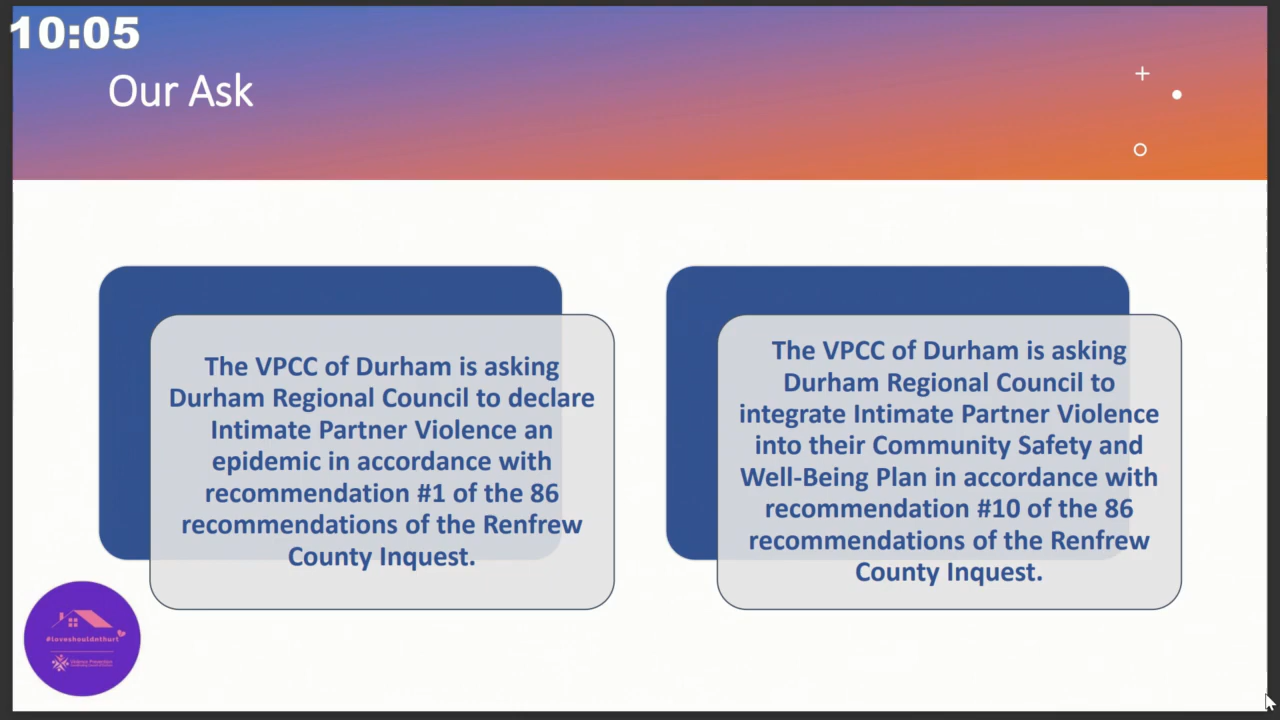 10:05
Our Ask
The VPCC of Durham is asking
Durham Regional Council to declare
Intimate Partner Violence an
epidemic in accordance with
recommendation #1 of the 86
recommendations of the Renfrew
County Inquest.
The VPCC of Durham is asking
Durham Regional Council to
integrate Intimate Partner Violence
into their Community Safety and
Well-Being Plan in accordance with
recommendation #10 of the 86
recommendations of the Renfrew
County Inquest.
#loveshouldnthurt
Violence Prevention